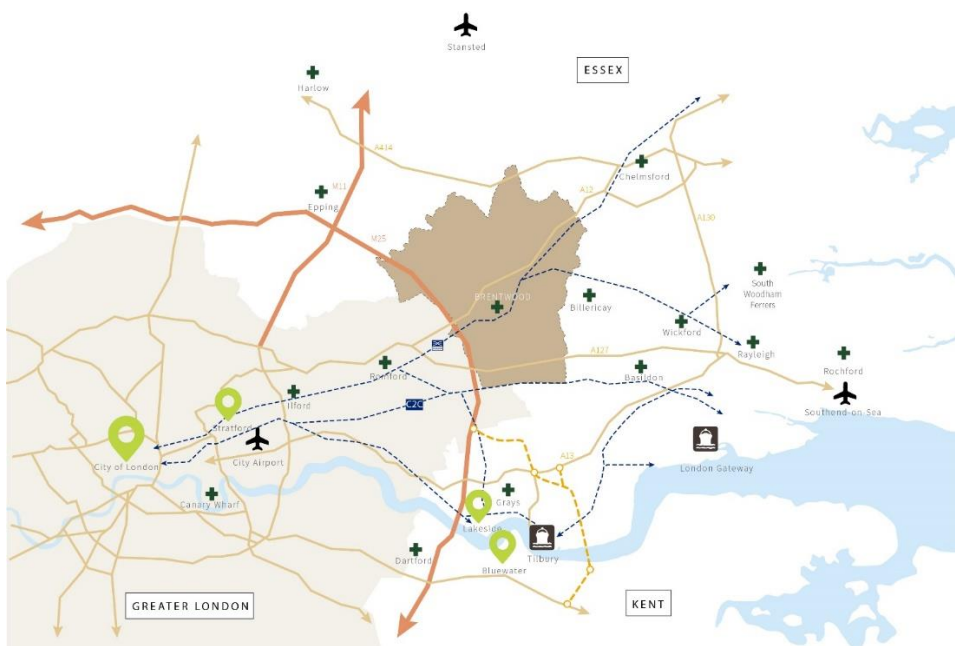 Stansted
ESSEX
Harlow
A414
Chelmsford
M11
A12
Epping
A130
M25
South
Woodham
Ferrers
BRENTWOOD
Billericay
Wickford
Rayleigh
A127
Rochford
Romford
Basildon
Ilford
C2C
Southend-on-Sea
Stratford
City of London
City Airport
A13
London Gateway
Canary Wharf
Grays
Lakeside
Dartford
Tilbury
Bluewater
GREATER LONDON
KENT